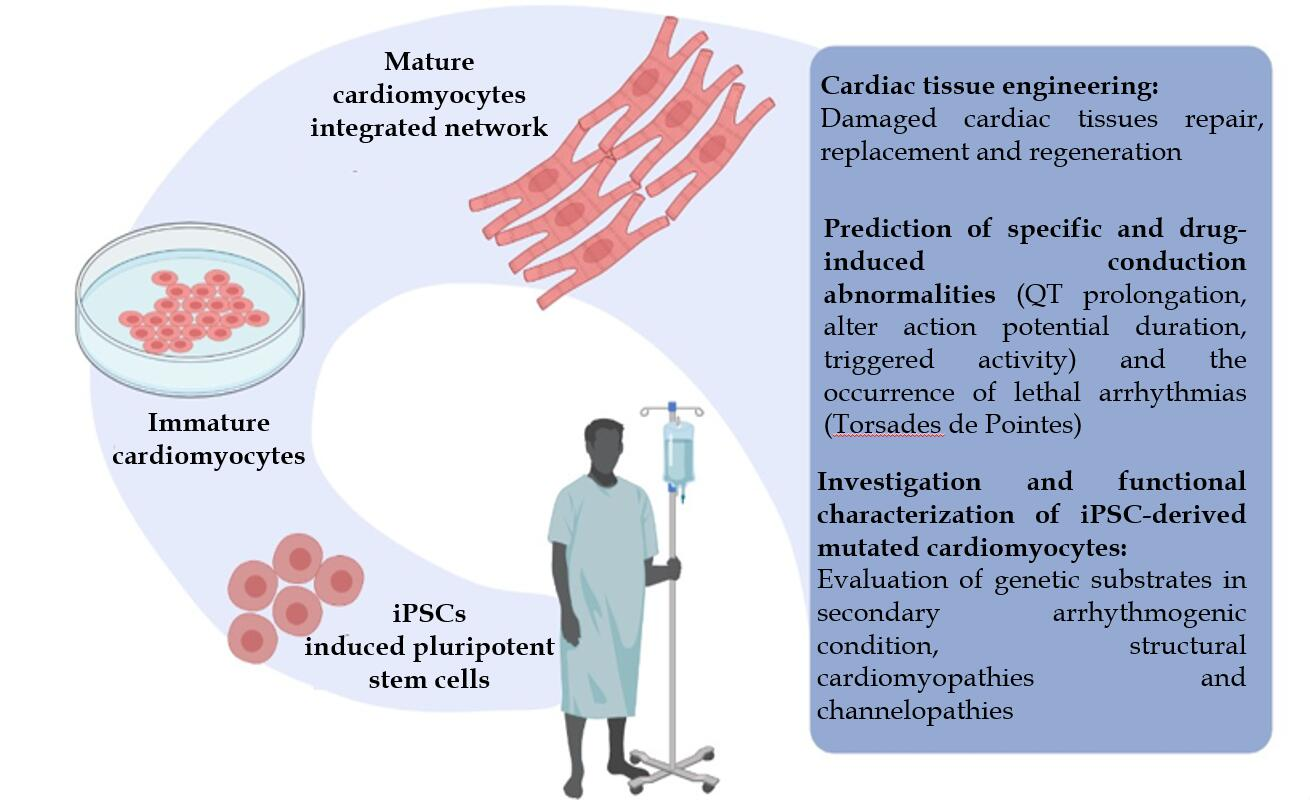 Mature
cardiomyocytes
integrated network
Immature
cardiomyocytes
iPSCs
induced pluripotent
stem cells
Cardiac tissue engineering:
Damaged cardiac tissues repair,
replacement and regeneration
Prediction of specific and drug-
induced conduction
abnormalities (QT prolongation,
alter action potential duration,
triggered activity) and the
occurrence of lethal arrhythmias
(Torsades de Pointes)
Investigation and functional
characterization of iPSC-derived
mutated cardiomyocytes:
Evaluation of genetic substrates in
secondary arrhythmogenic
condition, structural
cardiomyopathies and
channelopathies